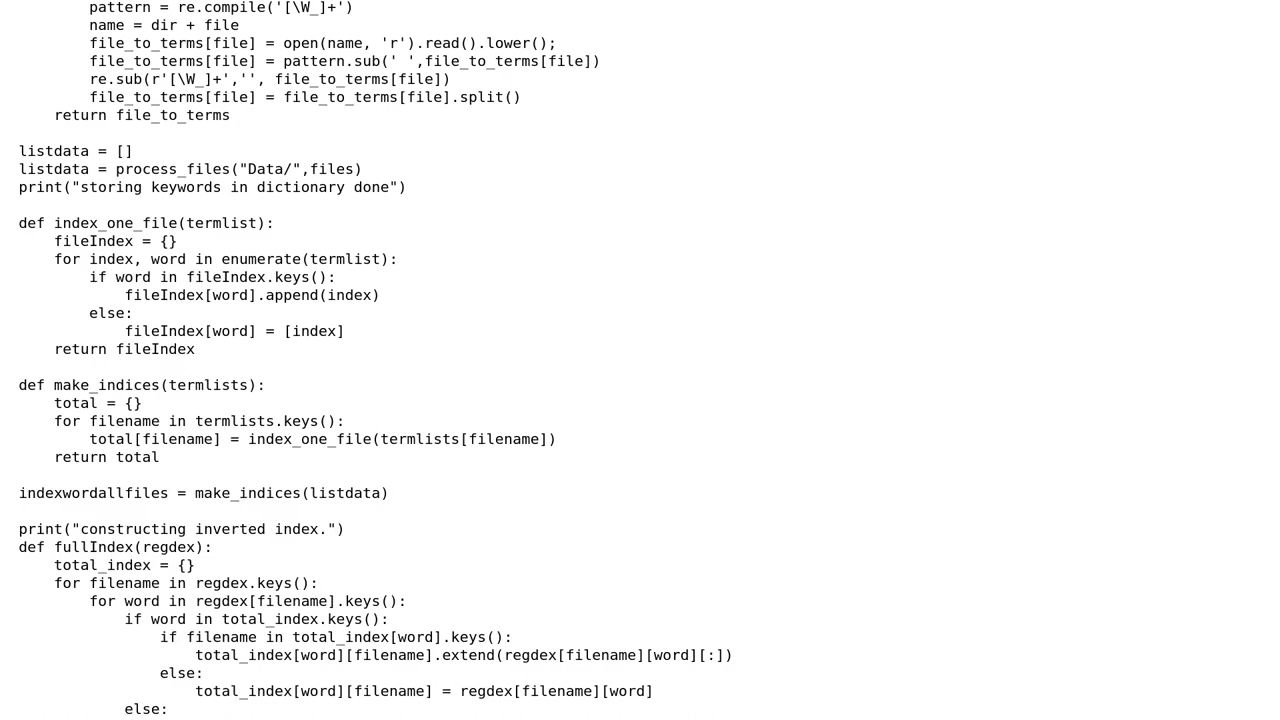 pattern = re.compile('[\W_]+')
        name = dir + file
        file_to_terms[file] = open(name, 'r').read().lower();
        file_to_terms[file] = pattern.sub(' ',file_to_terms[file])
        re.sub(r'[\W_]+','', file_to_terms[file])
        file_to_terms[file] = file_to_terms[file].split()
    return file_to_terms

listdata = []
listdata = process_files("Data/",files)
print("storing keywords in dictionary done")

def index_one_file(termlist):
    fileIndex = {}
    for index, word in enumerate(termlist):
        if word in fileIndex.keys():
            fileIndex[word].append(index)
        else:
            fileIndex[word] = [index]
    return fileIndex

def make_indices(termlists):
    total = {}
    for filename in termlists.keys():
        total[filename] = index_one_file(termlists[filename])
    return total

indexwordallfiles = make_indices(listdata)

print("constructing inverted index.")
def fullIndex(regdex):
    total_index = {}
    for filename in regdex.keys():
        for word in regdex[filename].keys():
            if word in total_index.keys():
                if filename in total_index[word].keys():
                    total_index[word][filename].extend(regdex[filename][word][:])
                else:
                    total_index[word][filename] = regdex[filename][word]
            else: